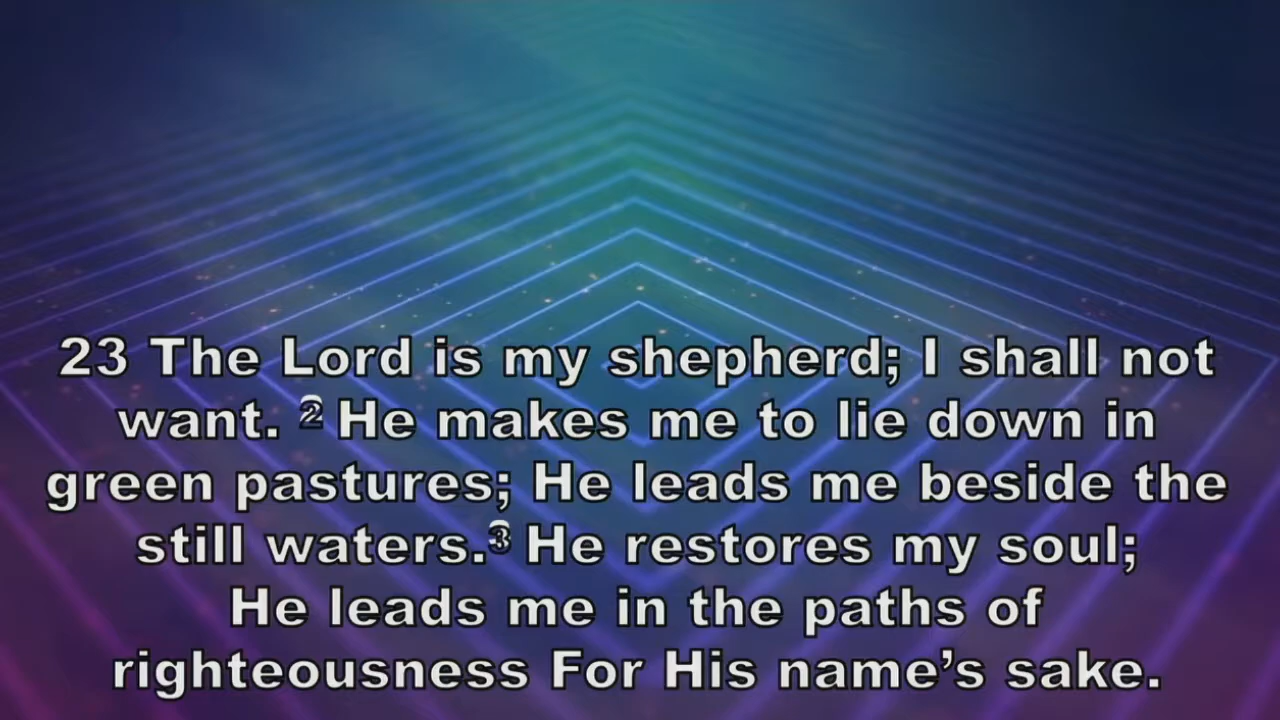 23 The Lord is my shepherd; I shall not
want. ² He makes me to lie down in
green pastures; He leads me beside the
still waters.³ He restores my soul;
He leads me in the paths of
righteousness For His name’s sake.